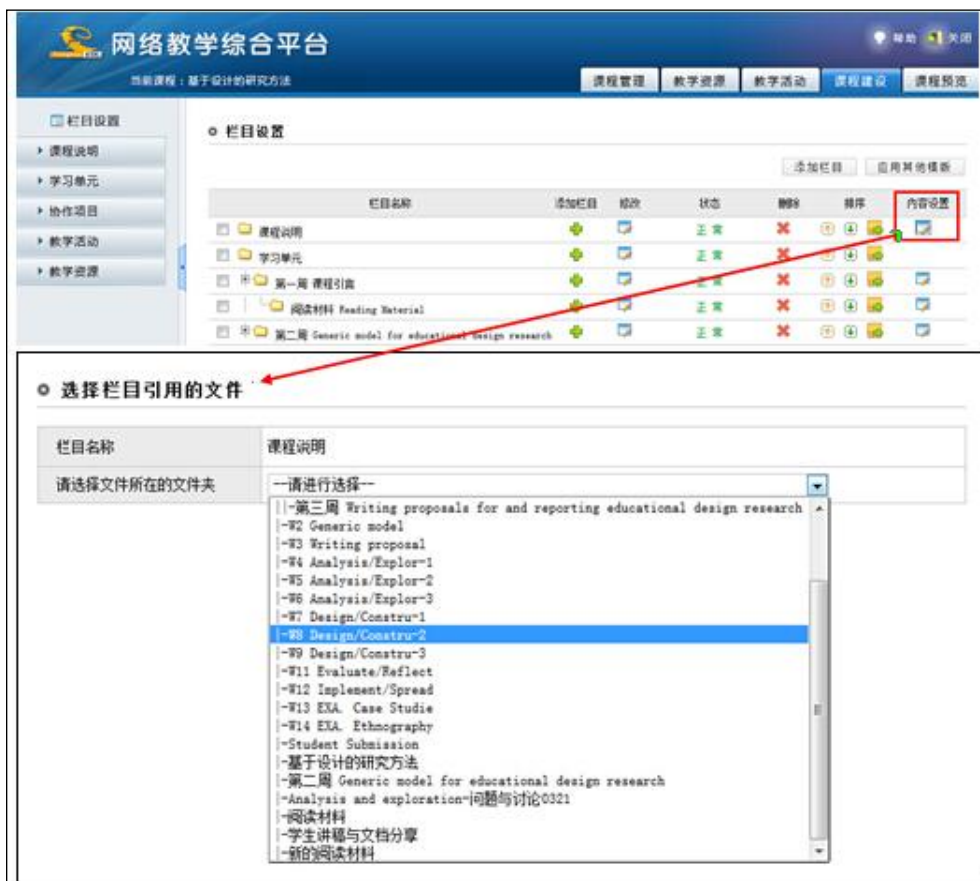 网络教学综合平台
帮助 关闭
当前课程：基于设计的研究方法
课程管理 教学资源 教学活动 课程建设 课程预览
栏目设置
课程说明
学习单元
协作项目
教学活动
教学资源
栏目设置
添加栏目 应用其他模版
栏目名称 添加栏目 修改 状态 删除 排序 内容设置
课程说明 正常
学习单元 正常
第一周 课程引言 正常
阅读材料 Reading Material 正常
第二周 Generic model for educational design research 正常
选择栏目引用的文件
栏目名称 课程说明
请选择文件所在的文件夹 --请进行选择--
||-第三周 Writing proposals for and reporting educational design research
|-W2 Generic model
|-W3 Writing proposal
|-W4 Analysis/Explor-1
|-W5 Analysis/Explor-2
|-W6 Analysis/Explor-3
|-W7 Design/Constru-1
|-W8 Design/Constru-2
|-W9 Design/Constru-3
|-W11 Evaluate/Reflect
|-W12 Implement/Spread
|-W13 EXA. Case Studie
|-W14 EXA. Ethnography
|-Student Submission
|-基于设计的研究方法
|-第二周 Generic model for educational design research
|-Analysis and exploration-问题与讨论0321
|-阅读材料
|-学生讲稿与文档分享
|-新的阅读材料